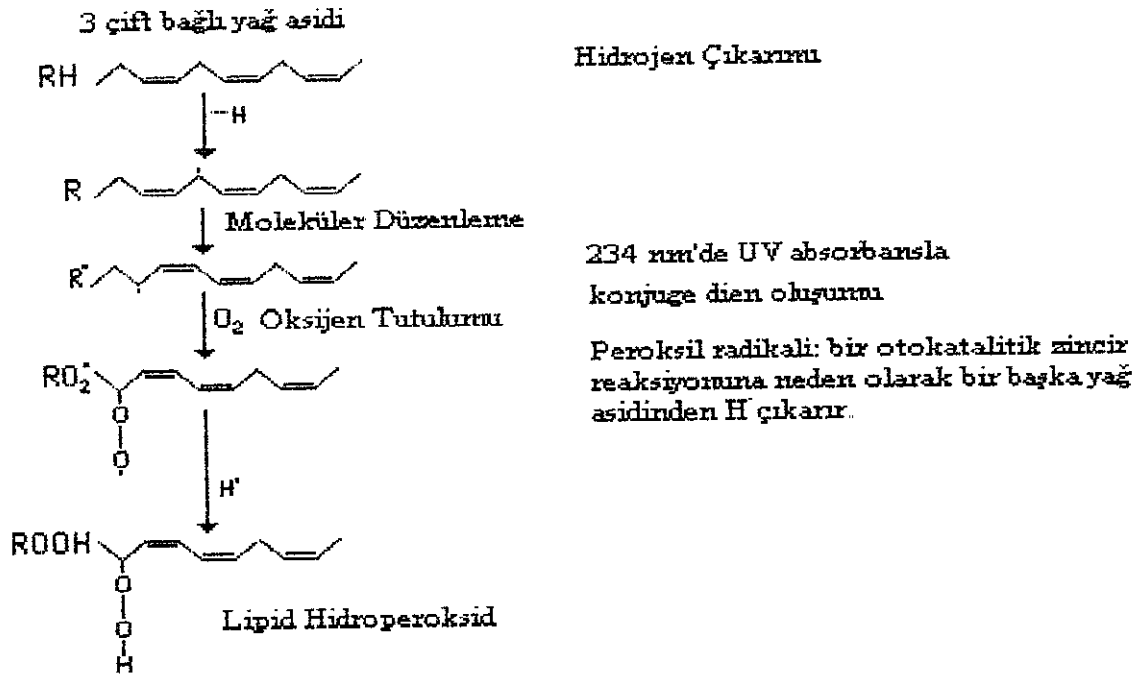 3 çift bağlı yağ asidi
Hidrojen Çıkarımı
RH
-H
R
Moleküler Düzenleme
234 nm'de UV absorbansla
R·
konjuge dien oluşumu
O₂ Oksijen Tutulumu
Peroksil radikali: bir otokatalitik zincir
RO₂·
reaksiyonuna neden olarak bir başka yağ
O
asidinden H˙ çıkarır.
O
H·
ROOH
O
Lipid Hidroperoksid
O
H